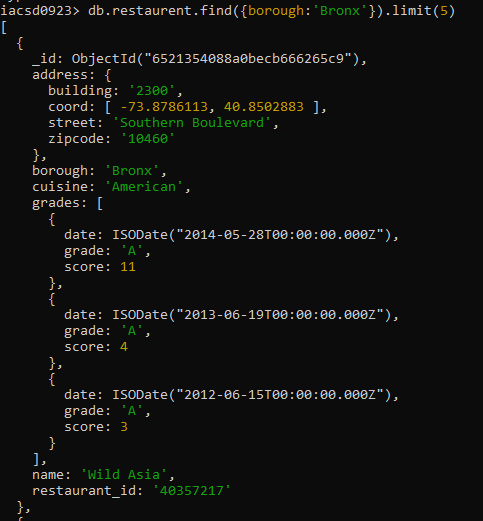 iacsd0923> db.restaurent.find({borough:'Bronx'}).limit(5)
[
  {
    _id: ObjectId("6521354088a0becb666265c9"),
    address: {
      building: '2300',
      coord: [ -73.8786113, 40.8502883 ],
      street: 'Southern Boulevard',
      zipcode: '10460'
    },
    borough: 'Bronx',
    cuisine: 'American',
    grades: [
      {
        date: ISODate("2014-05-28T00:00:00.000Z"),
        grade: 'A',
        score: 11
      },
      {
        date: ISODate("2013-06-19T00:00:00.000Z"),
        grade: 'A',
        score: 4
      },
      {
        date: ISODate("2012-06-15T00:00:00.000Z"),
        grade: 'A',
        score: 3
      }
    ],
    name: 'Wild Asia',
    restaurant_id: '40357217'
  },
  {